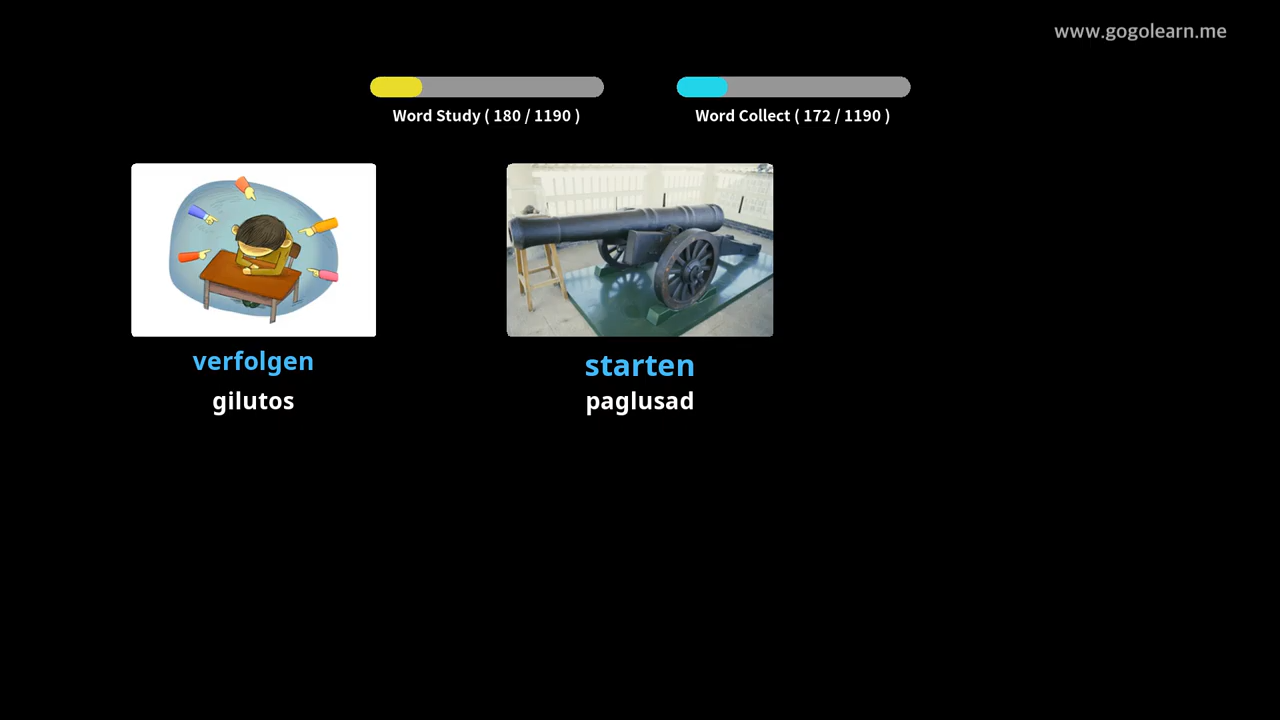 www.gogolearn.me
Word Study ( 180 / 1190 )
Word Collect ( 172 / 1190 )
verfolgen
gilutos
starten
paglusad